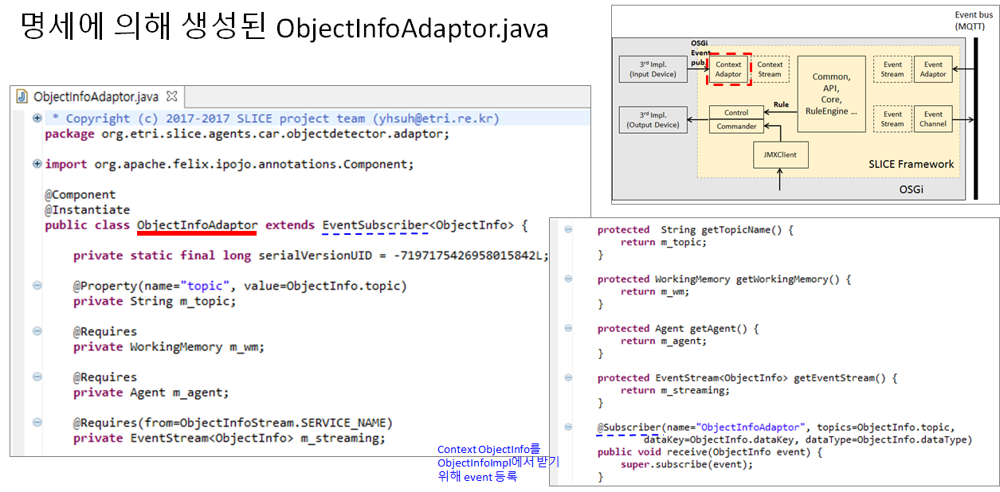 명세에 의해 생성된 ObjectInfoAdaptor.java
ObjectInfoAdaptor.java
* Copyright (c) 2017-2017 SLICE project team (yhsuh@etri.re.kr)
package org.etri.slice.agents.car.objectdetector.adaptor;
import org.apache.felix.ipojo.annotations.Component;
@Component
@Instantiate
public class ObjectInfoAdaptor extends EventSubscriber<ObjectInfo> {
private static final long serialVersionUID = -7197175426958015842L;
@Property(name="topic", value=ObjectInfo.topic)
private String m_topic;
@Requires
private WorkingMemory m_wm;
@Requires
private Agent m_agent;
@Requires(from=ObjectInfoStream.SERVICE_NAME)
private EventStream<ObjectInfo> m_streaming;
Context ObjectInfo를
ObjectInfoImpl에서 받기
위해 event 등록
Event bus
(MQTT)
OSGi
Event
pub.
3rd Impl.
(Input Device)
Context
Adaptor
Context
Stream
Common,
API,
Core,
RuleEngine ...
Event
Stream
Event
Adaptor
3rd Impl.
(Output Device)
Control
Commander
Rule
Event
Stream
Event
Channel
JMXClient
SLICE Framework
OSGi
protected  String getTopicName() {
return m_topic;
}
protected WorkingMemory getWorkingMemory() {
return m_wm;
}
protected Agent getAgent() {
return m_agent;
}
protected EventStream<ObjectInfo> getEventStream() {
return m_streaming;
}
@Subscriber(name="ObjectInfoAdaptor", topics=ObjectInfo.topic,
dataKey=ObjectInfo.dataKey, dataType=ObjectInfo.dataType)
public void receive(ObjectInfo event) {
super.subscribe(event);
}